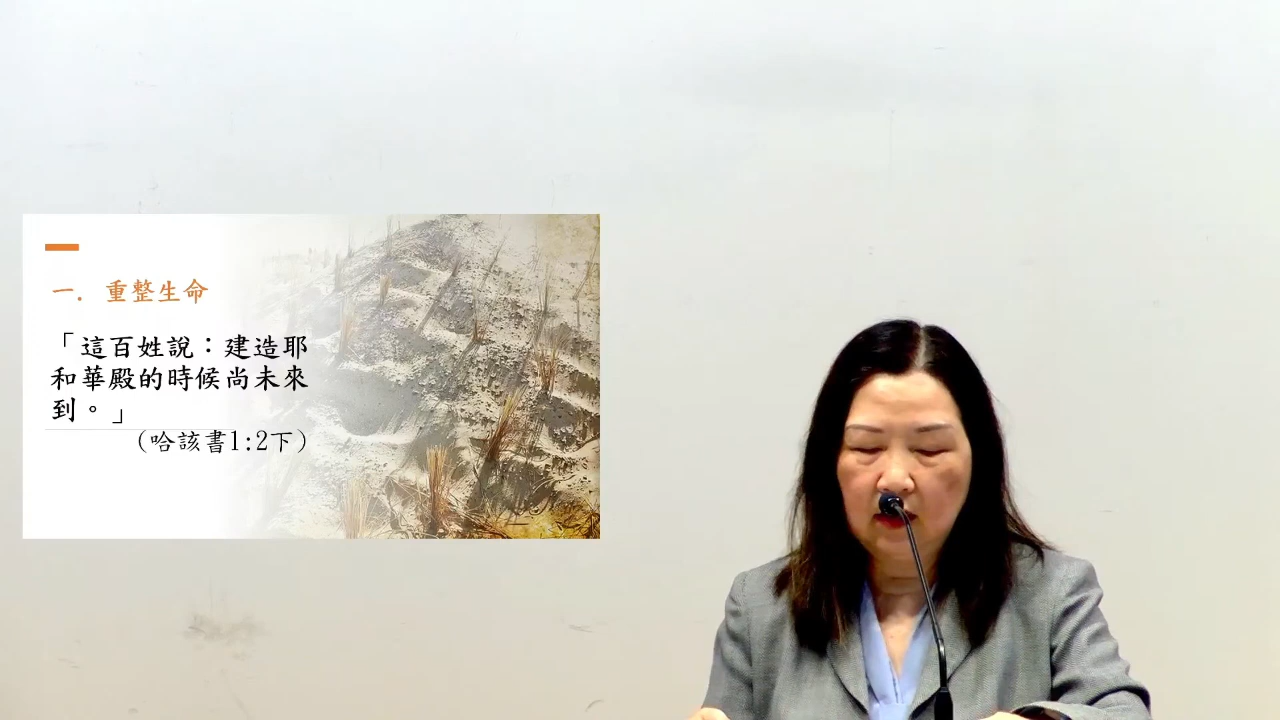 一. 重整生命
「這百姓說：建造耶
和華殿的時候尚未來
到。」
(哈該書1:2下)